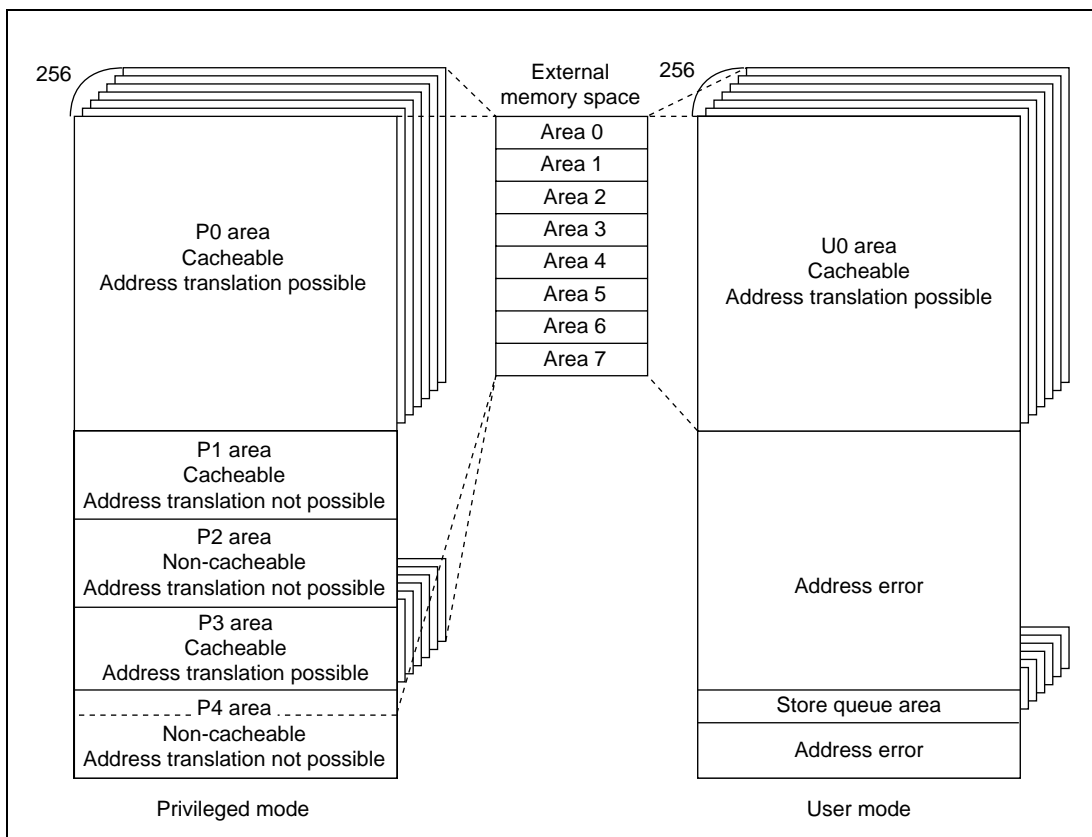 256
P0 area
Cacheable
Address translation possible
P1 area
Cacheable
Address translation not possible
P2 area
Non-cacheable
Address translation not possible
P3 area
Cacheable
Address translation possible
P4 area
Non-cacheable
Address translation not possible
Privileged mode
External
memory space
Area 0
Area 1
Area 2
Area 3
Area 4
Area 5
Area 6
Area 7
256
U0 area
Cacheable
Address translation possible
Address error
Store queue area
Address error
User mode